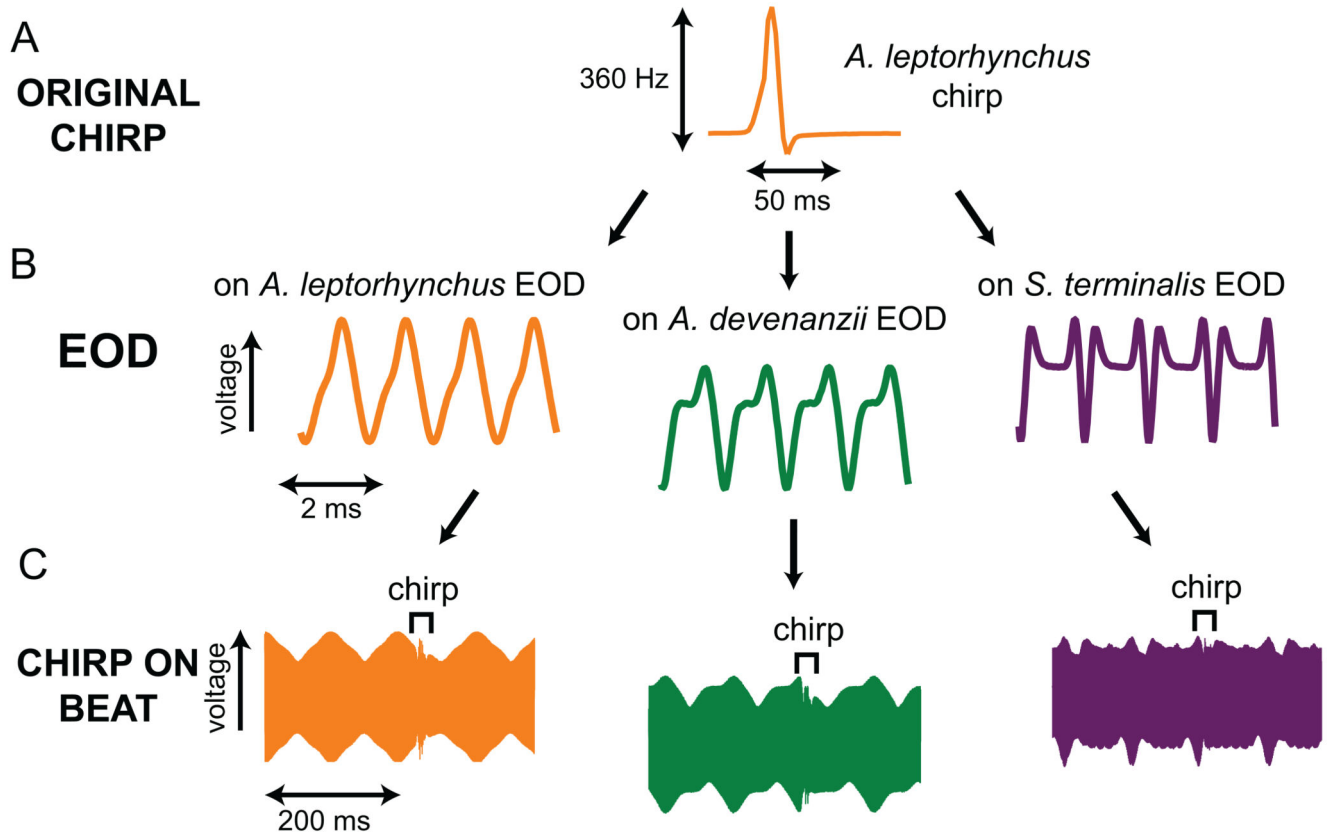 A
ORIGINAL
CHIRP
360 Hz
A. leptorhynchus
chirp
50 ms
B
EOD
on A. leptorhynchus EOD
on A. devenanzii EOD
on S. terminalis EOD
voltage
2 ms
C
CHIRP ON
BEAT
voltage
chirp
chirp
chirp
200 ms